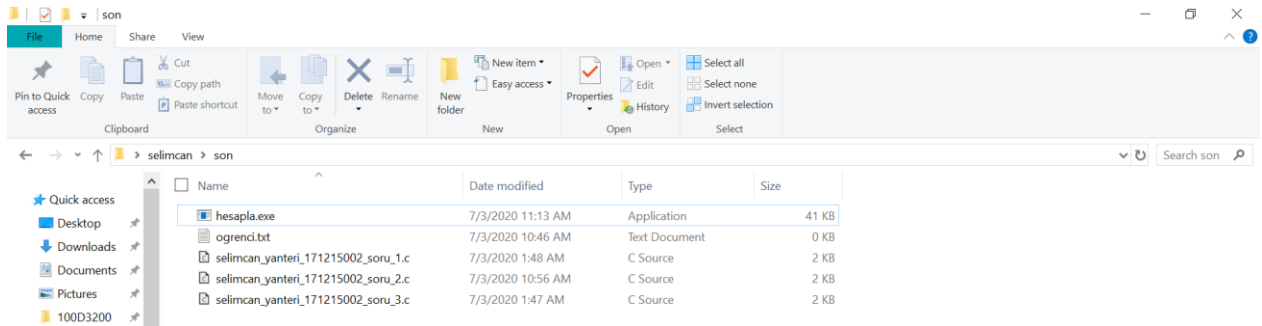 son
File Home Share View
Pin to Quick access Copy Paste Cut Copy path Paste shortcut
Move to Copy to Delete Rename
New folder New item Easy access
Properties Open Edit History
Select all Select none Invert selection
Clipboard Organize New Open Select
selimcan > son Search son
Quick access
Desktop
Downloads
Documents
Pictures
100D3200
Name Date modified Type Size
hesapla.exe 7/3/2020 11:13 AM Application 41 KB
ogrenci.txt 7/3/2020 10:46 AM Text Document 0 KB
selimcan_yanteri_171215002_soru_1.c 7/3/2020 1:48 AM C Source 2 KB
selimcan_yanteri_171215002_soru_2.c 7/3/2020 10:56 AM C Source 2 KB
selimcan_yanteri_171215002_soru_3.c 7/3/2020 1:47 AM C Source 2 KB